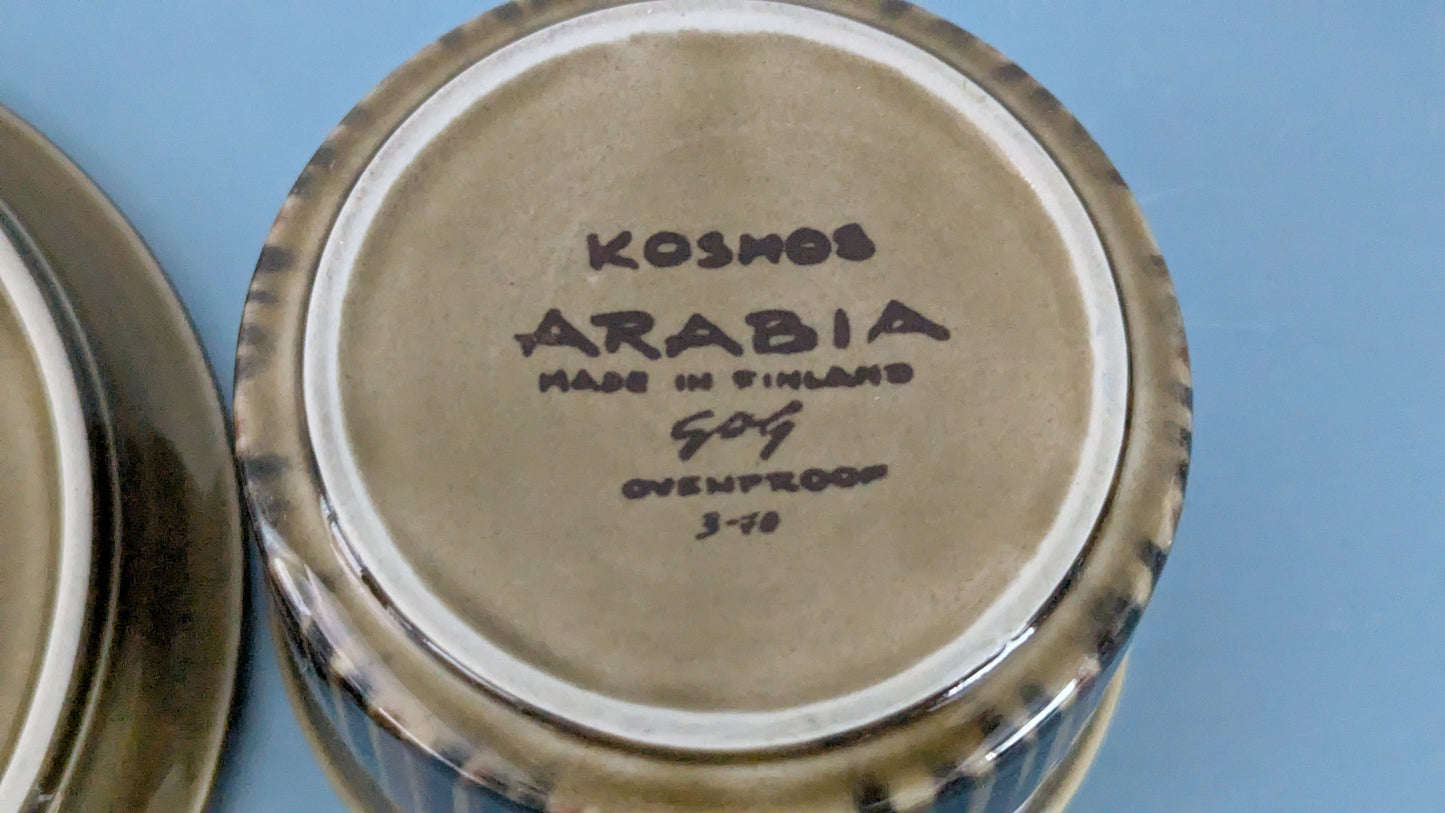 KOSMOS
ARABIA
MADE IN FINLAND
GOG
OVENPROOF
3-70